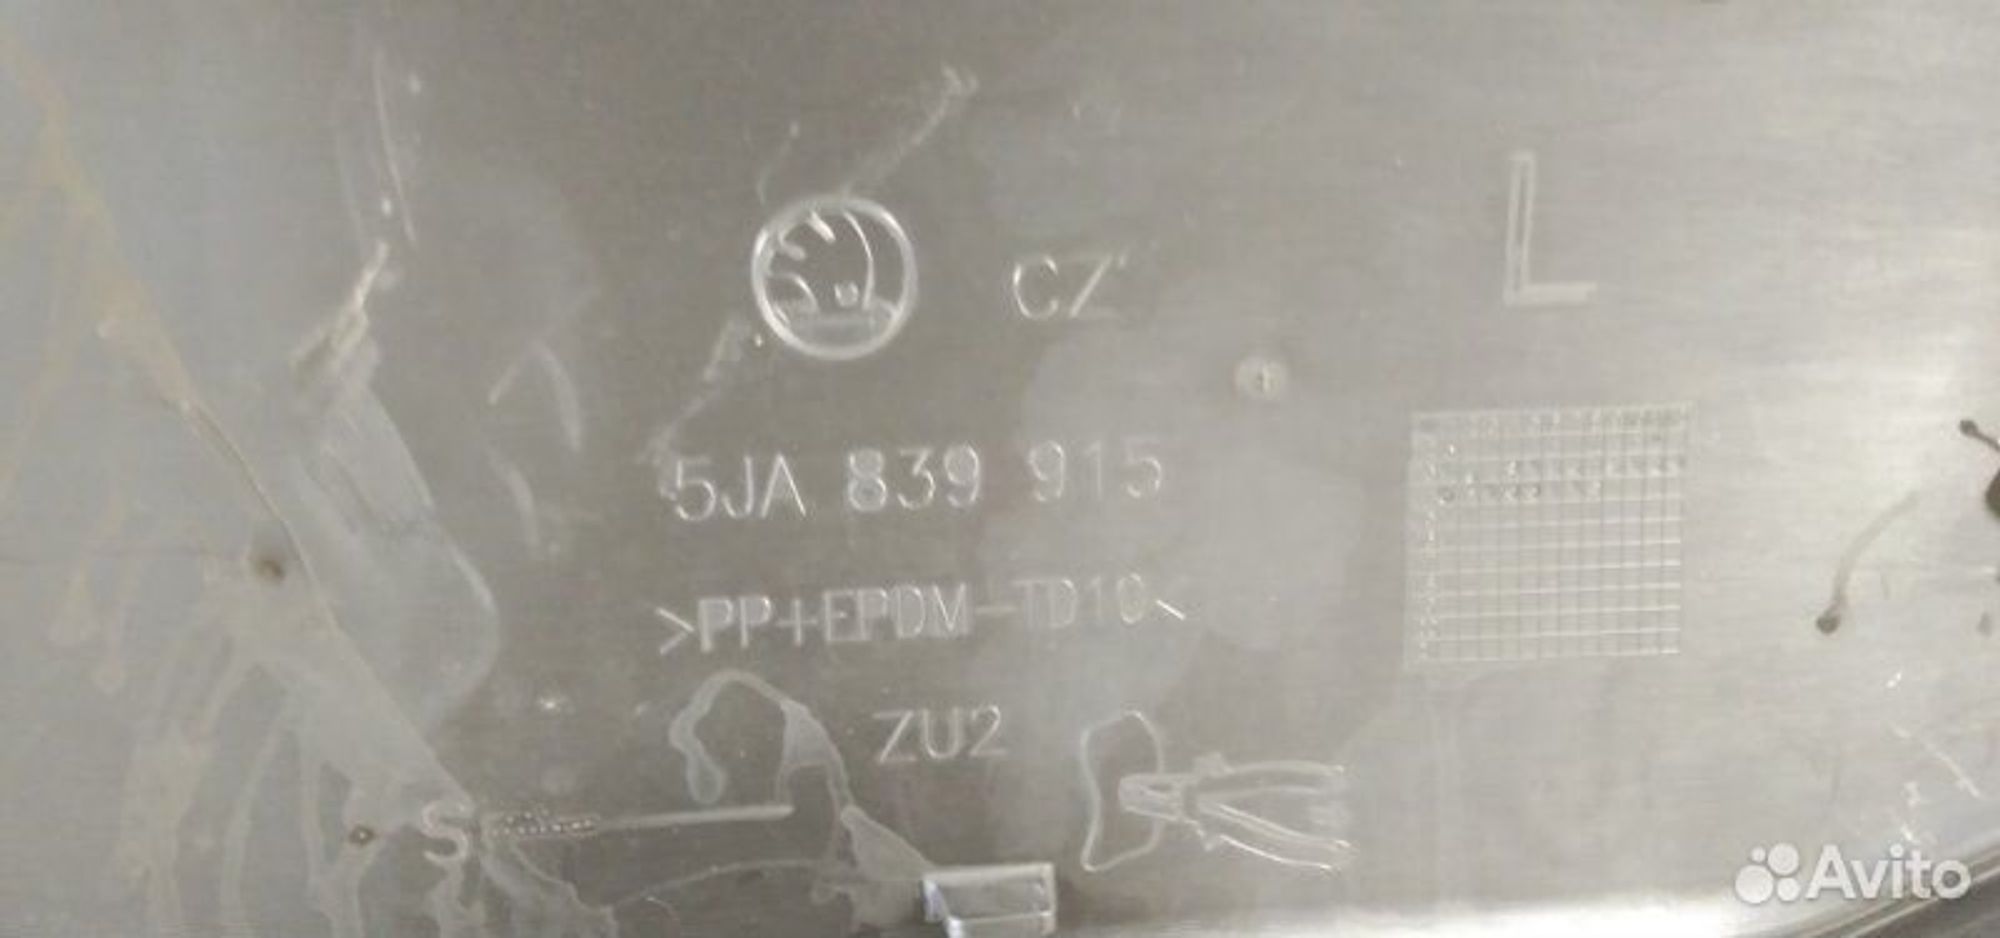 CZ
L
5JA 839 915
>PP+EPDM-TD10<
ZU2
S
Avito